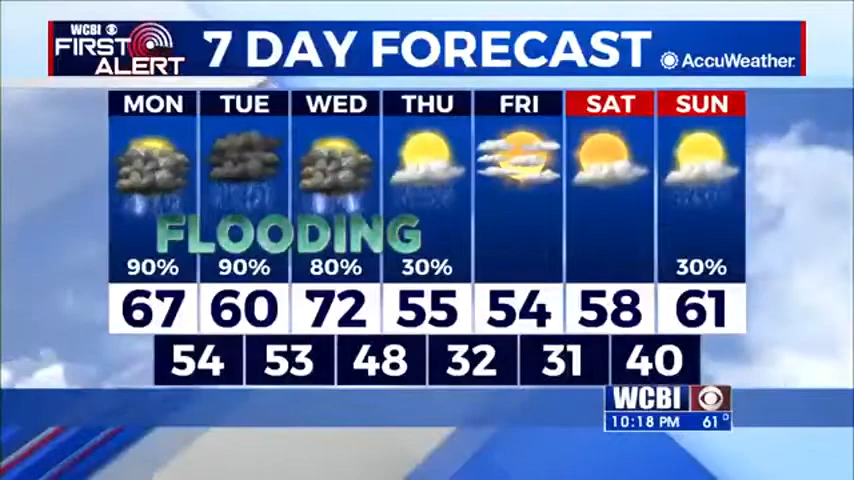 WCBI
FIRST
ALERT
7 DAY FORECAST
AccuWeather
MON TUE WED THU FRI SAT SUN
FLOODING
90% 90% 80% 30% 30%
67 60 72 55 54 58 61
54 53 48 32 31 40
WCBI
10:18 PM 61°